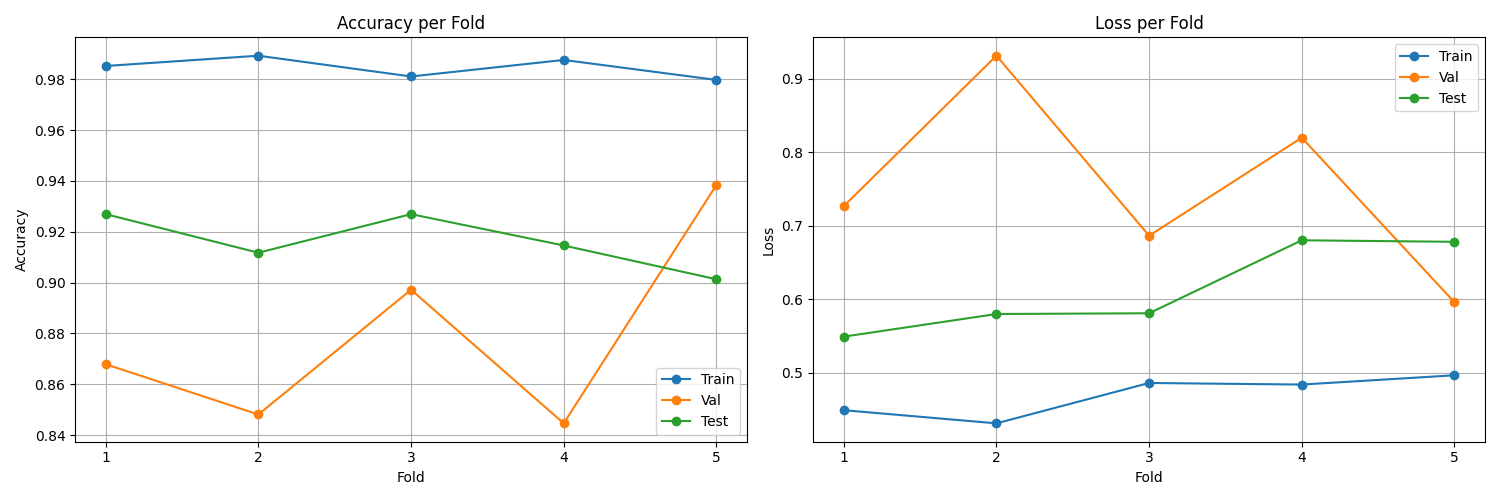 Accuracy per Fold
Accuracy
0.98
0.96
0.94
0.92
0.90
0.88
0.86
0.84
Train
Val
Test
1 2 3 4 5
Fold
Loss per Fold
Loss
0.9
0.8
0.7
0.6
0.5
Train
Val
Test
1 2 3 4 5
Fold